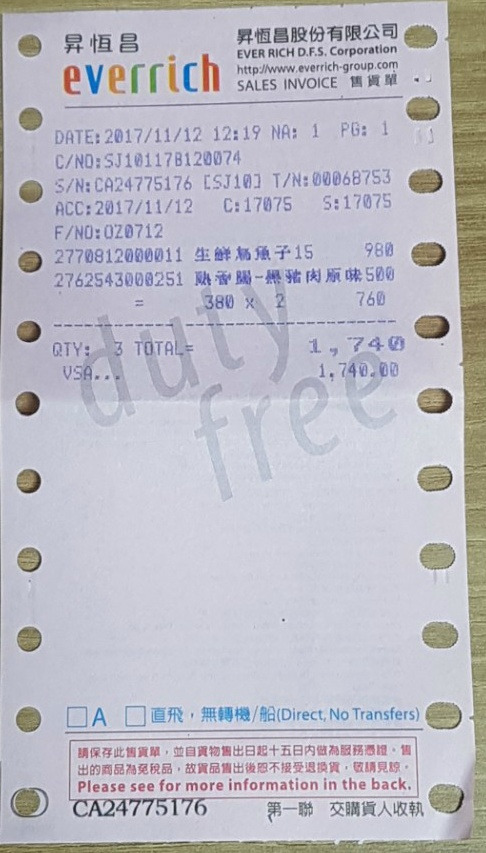 昇恆昌
everrich
昇恆昌股份有限公司
EVER RICH D.F.S. Corporation
http://www.everrich-group.com
SALES INVOICE 售貨單
DATE:2017/11/12 12:19 NA: 1 PG: 1
C/NO:SJ101178120074
S/N:CA24775176 [SJ10] T/N:00068753
ACC:2017/11/12 C:17075 S:17075
F/NO:OZ0712
2770812000011 生鮮烏魚子15 980
2762543000251 熟香腸-黑豬肉原味500
= 380 x 2 760
QTY: 3 TOTAL= 1,740
VSA... 1,740.00
duty
free
A 直飛，無轉機/船(Direct, No Transfers)
請保存此售貨單，並自貨物售出日起十五日內做為服務憑證。售
出的商品為免稅品，故貨品售出後恕不接受退換貨，敬請見諒。
Please see for more information in the back.
CA24775176 第一聯 交購貨人收執